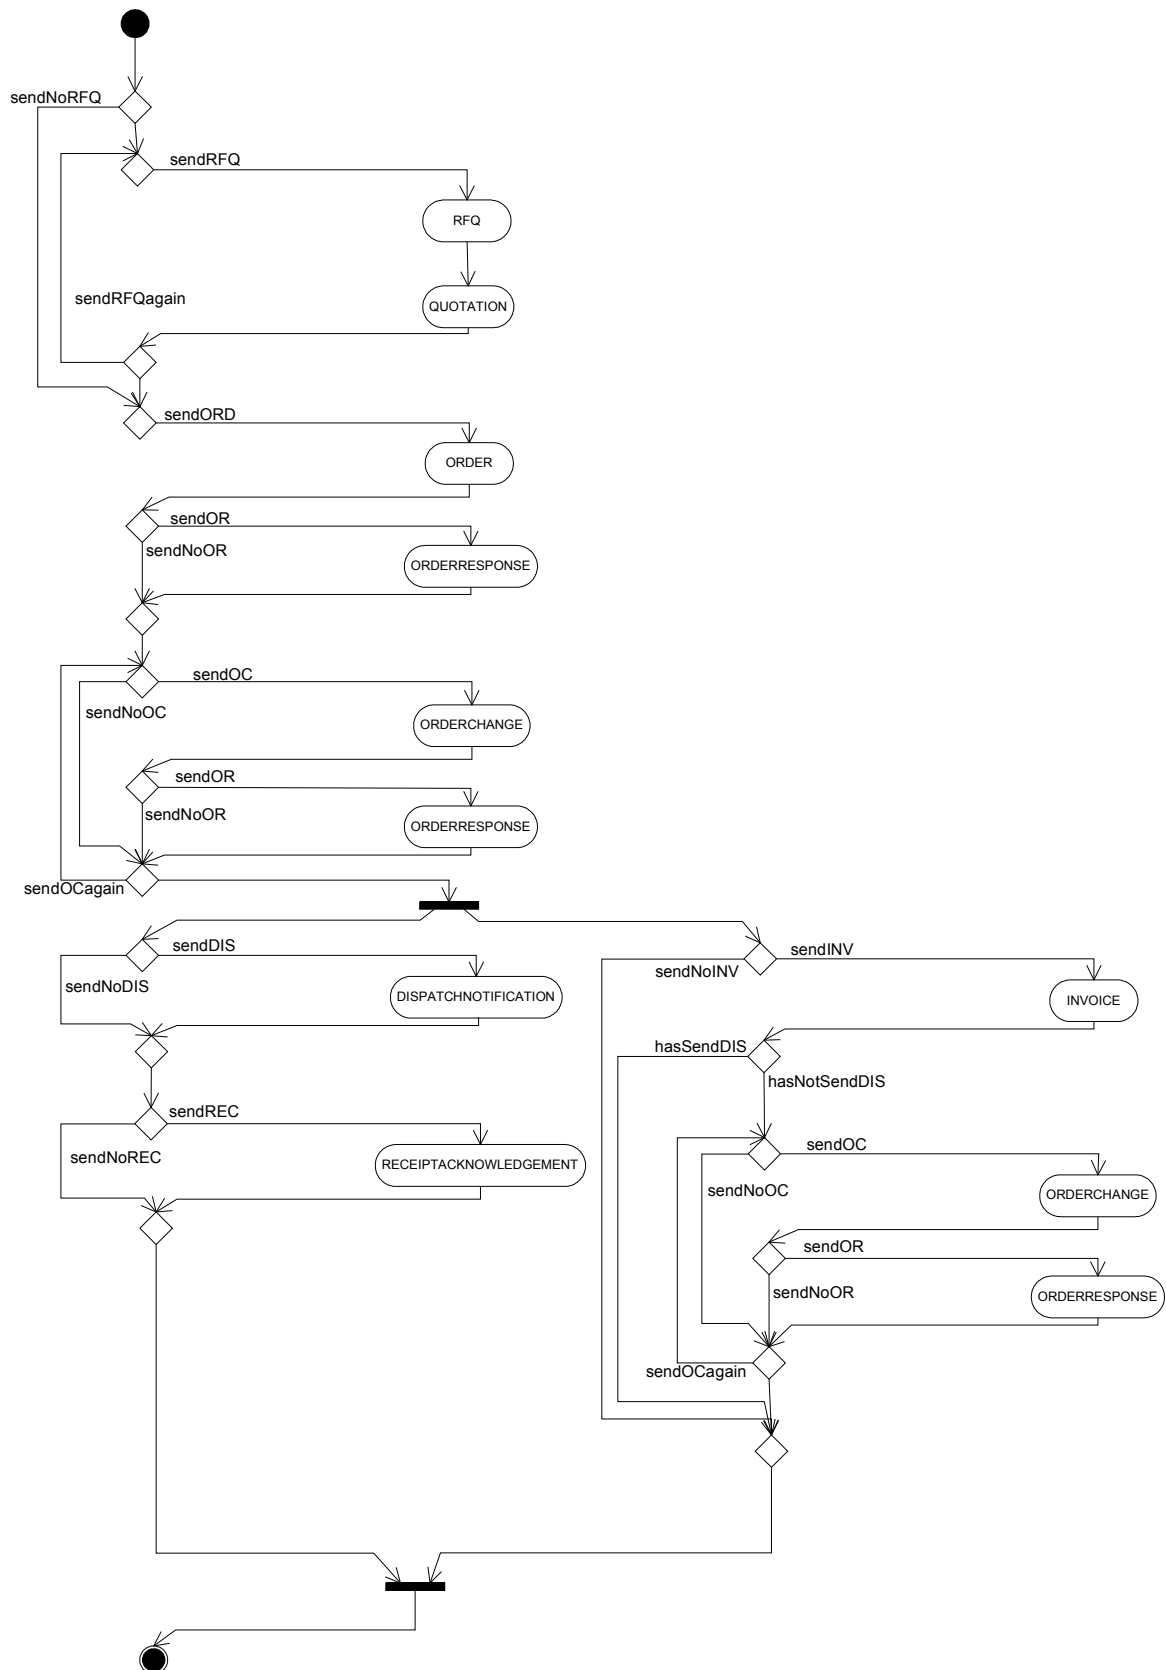 sendNoRFQ
sendRFQ
RFQ
sendRFQagain
QUOTATION
sendORD
ORDER
sendOR
sendNoOR
ORDERRESPONSE
sendOC
sendNoOC
ORDERCHANGE
sendOR
sendNoOR
ORDERRESPONSE
sendOCagain
sendDIS
sendNoDIS
DISPATCHNOTIFICATION
sendREC
sendNoREC
RECEIPTACKNOWLEDGEMENT
sendINV
sendNoINV
INVOICE
hasSendDIS
hasNotSendDIS
sendOC
sendNoOC
ORDERCHANGE
sendOR
sendNoOR
ORDERRESPONSE
sendOCagain